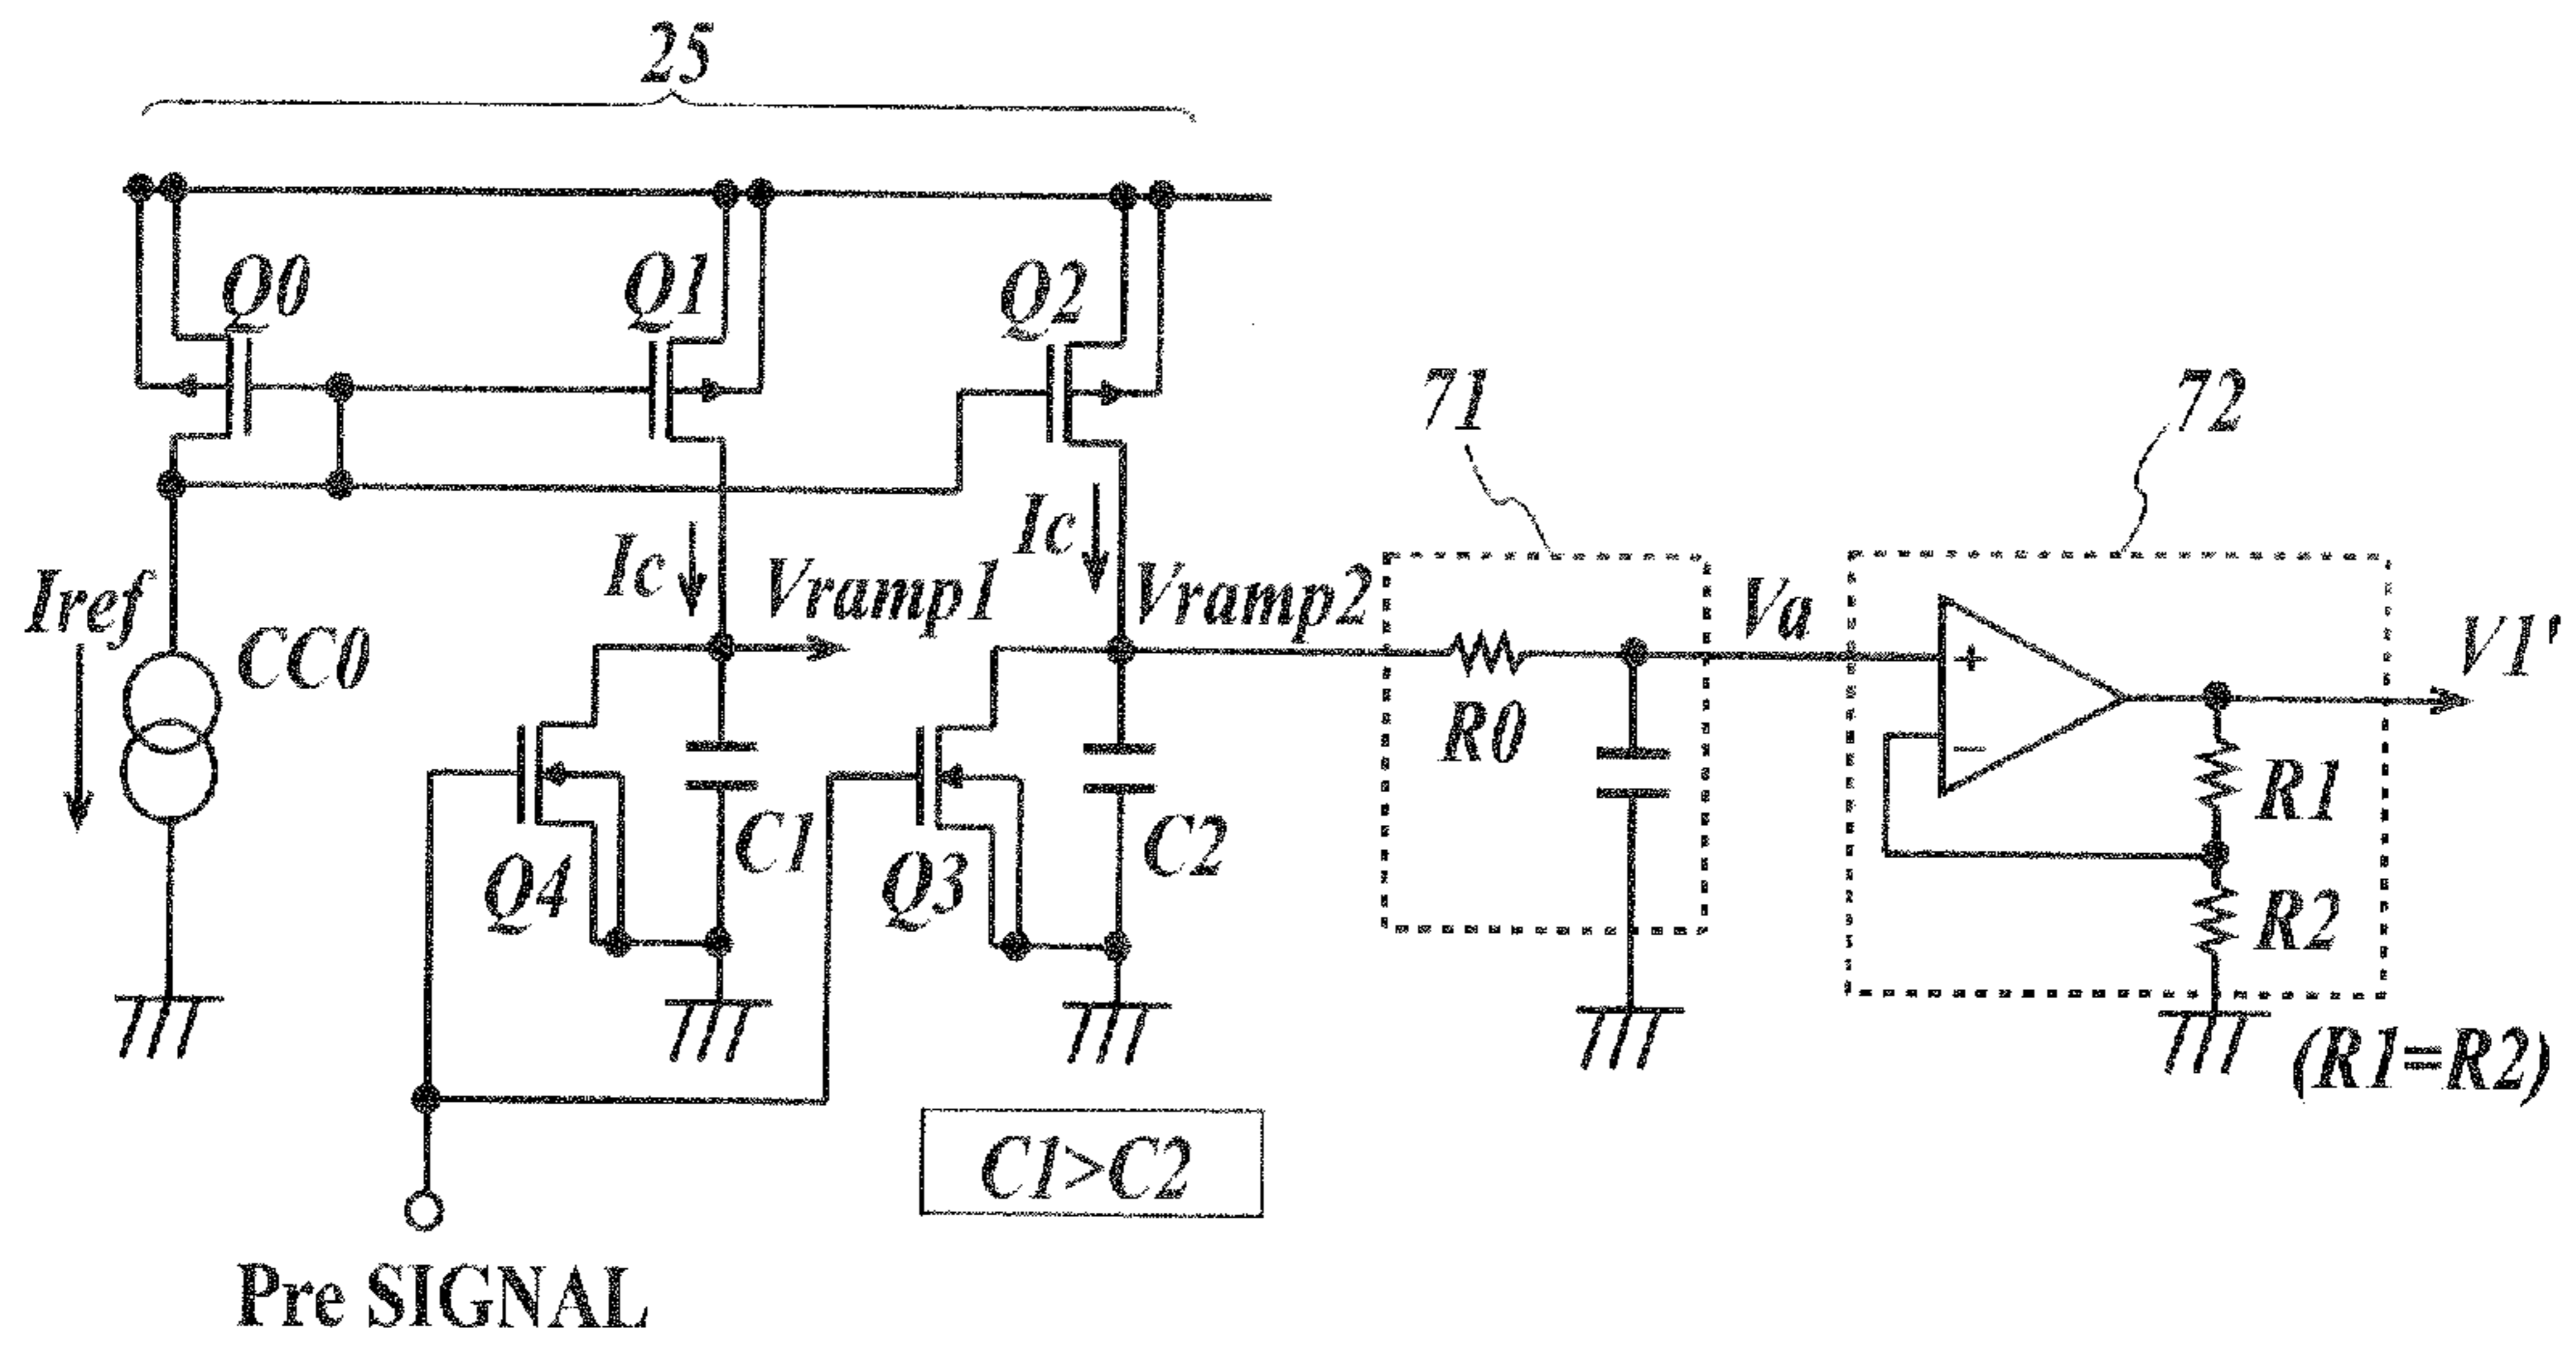 25
Q0
Q1
Q2
71
72
Iref
CC0
Ic
Vramp1
Ic
Vramp2
Va
V1'
+
−
R0
R1
R2
Q4
C1
Q3
C2
(R1=R2)
C1>C2
Pre SIGNAL